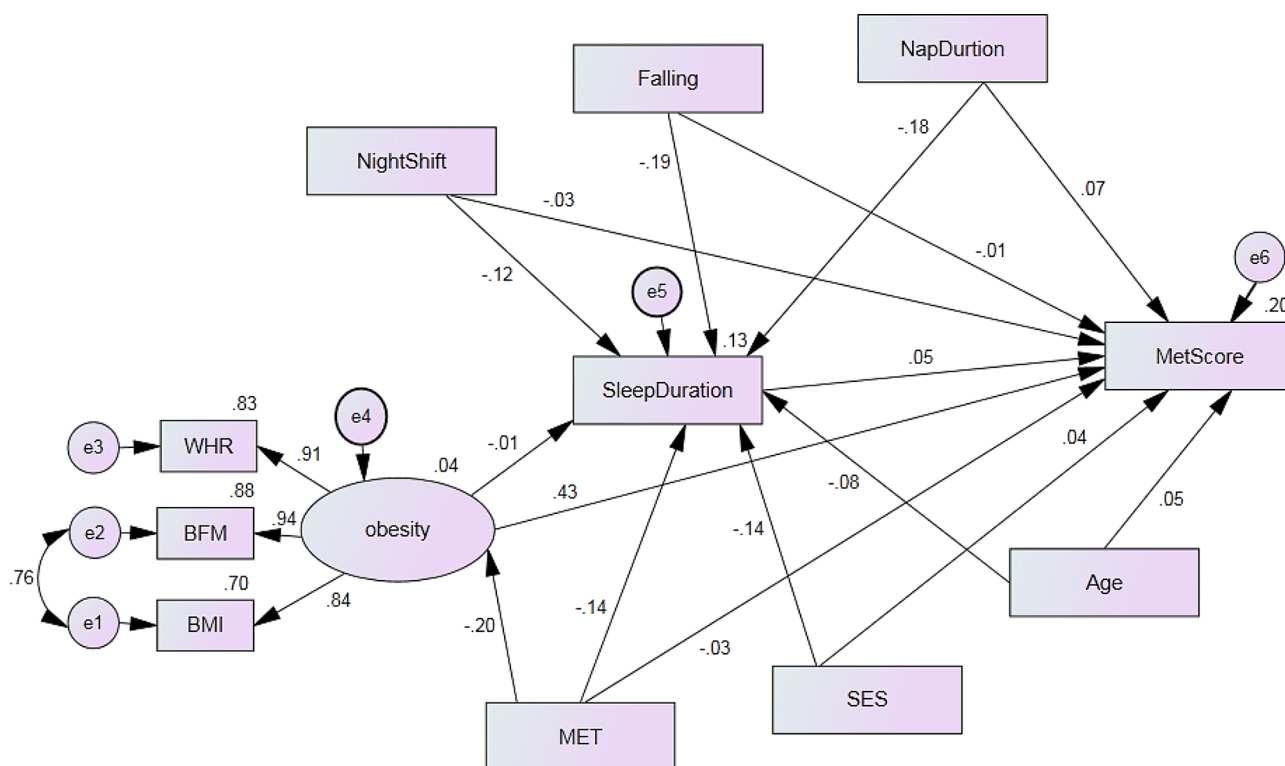 NapDurtion
Falling
-.18
NightShift
-.19
.07
-.03
-.01
e6
-.12
e5
.20
.13
MetScore
.05
SleepDuration
.83
e4
e3
WHR
-.01
.04
.91
.04
.88
.43
-.08
.94
.05
e2
BFM
obesity
-.14
.76
.70
Age
.84
-.14
e1
BMI
-.20
-.03
SES
MET